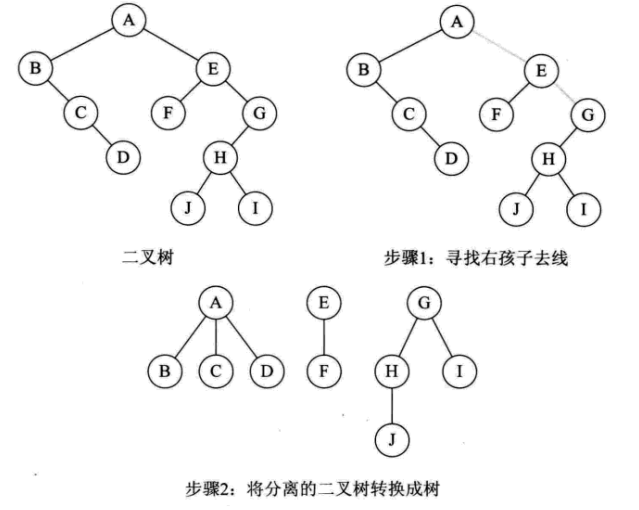 A A
B E B E
C F G C F G
D H D H
J I J I
二叉树 步骤1：寻找右孩子去线
A E G
B C D F H I
J
步骤2：将分离的二叉树转换成树